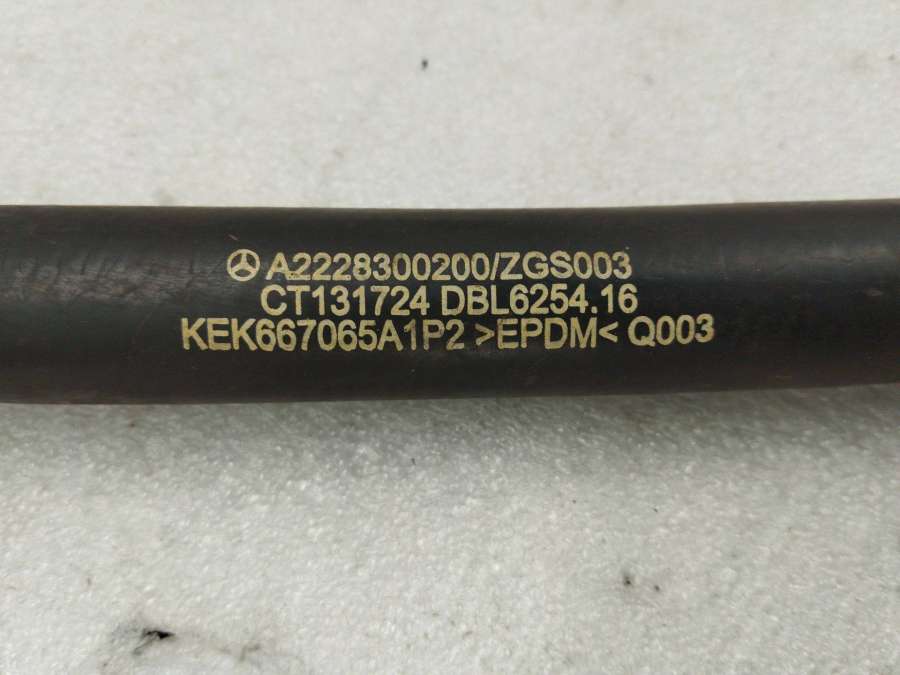 A2228300200/ZGS003
CT131724 DBL6254.16
KEK667065A1P2 >EPDM< Q003